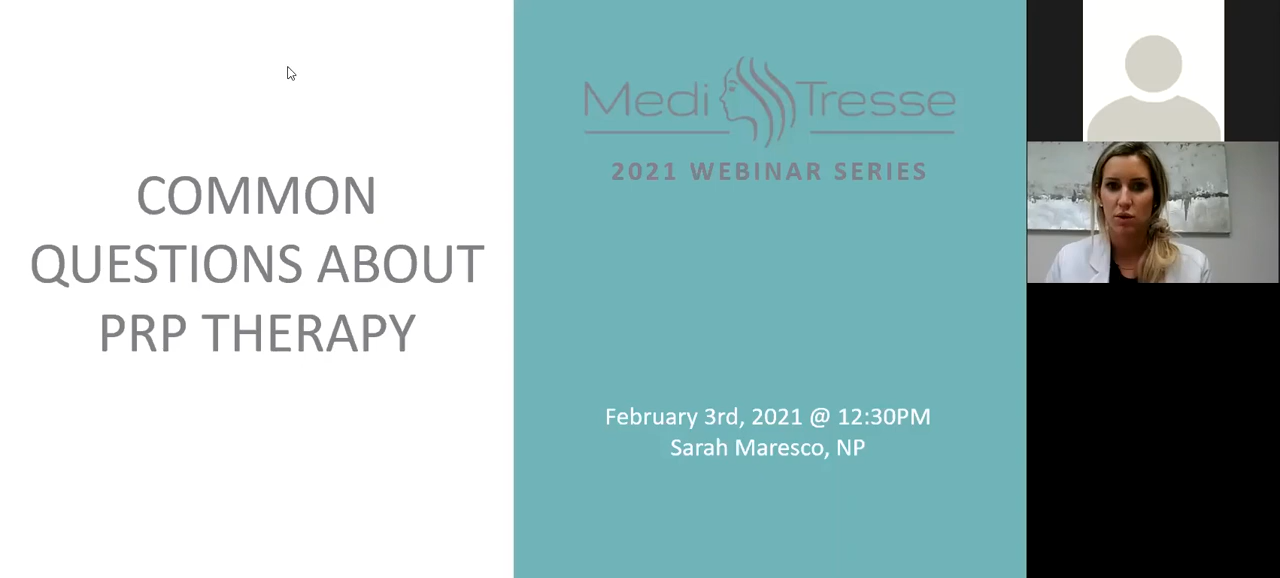 COMMON
QUESTIONS ABOUT
PRP THERAPY
Medi Tresse
2021 WEBINAR SERIES
February 3rd, 2021 @ 12:30PM
Sarah Maresco, NP